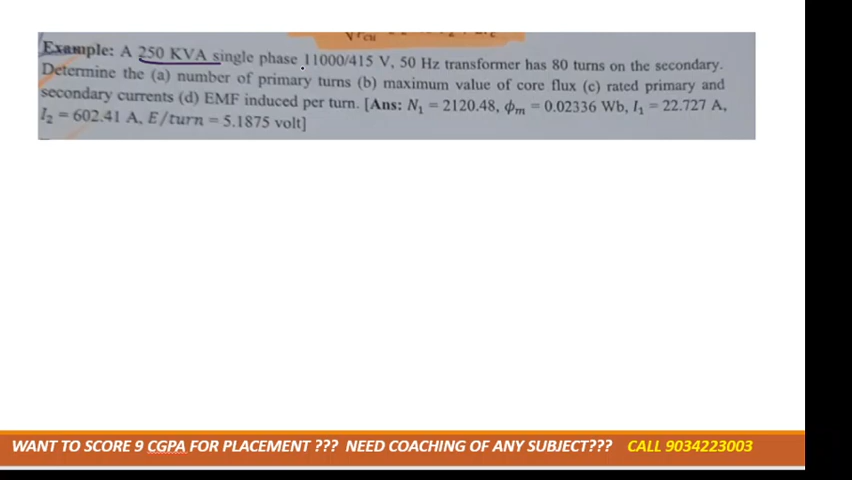 Example: A 250 KVA single phase 11000/415 V, 50 Hz transformer has 80 turns on the secondary.
Determine the (a) number of primary turns (b) maximum value of core flux (c) rated primary and
secondary currents (d) EMF induced per turn. [Ans: N₁ = 2120.48, ϕₘ = 0.02336 Wb, I₁ = 22.727 A,
I₂ = 602.41 A, E/turn = 5.1875 volt]
WANT TO SCORE 9 CGPA FOR PLACEMENT ??? NEED COACHING OF ANY SUBJECT??? CALL 9034223003